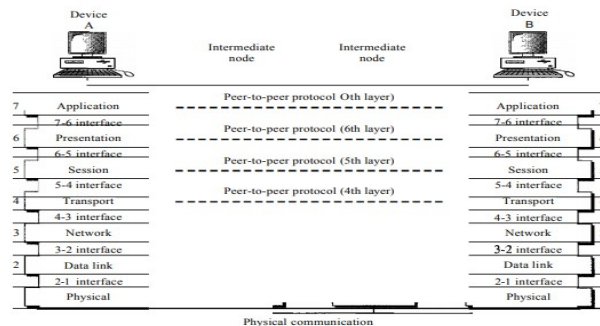 Device
A
Device
B
Intermediate
node
Intermediate
node
Peer-to-peer protocol Oth layer)
7 Application Application
7-6 interface 7-6 interface
Peer-to-peer protocol (6th layer)
6 Presentation Presentation
6-5 interface 6-5 interface
Peer-to-peer protocol (5th layer)
5 Session Session
5-4 interface 5-4 interface
Peer-to-peer protocol (4th layer)
4 Transport Transport
4-3 interface 4-3 interface
3 Network Network
3-2 interface 3-2 interface
2 Data link Data link
2-1 interface 2-1 interface
Physical Physical
Physical communication